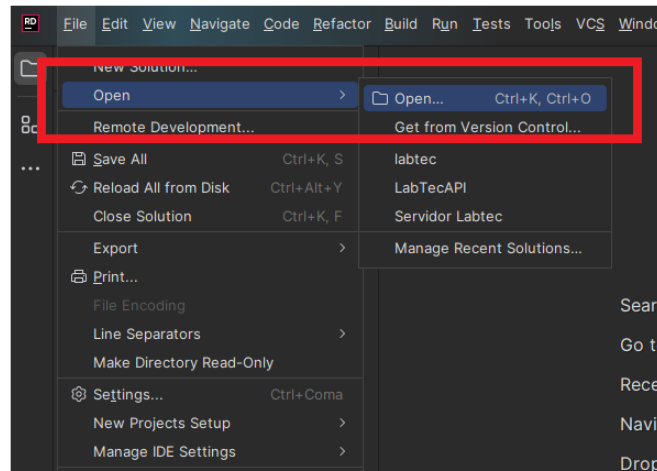 RD File Edit View Navigate Code Refactor Build Run Tests Tools VCS
New Solution...
Open
Open... Ctrl+K, Ctrl+O
Remote Development...
Get from Version Control...
Save All Ctrl+K, S
labtec
Reload All from Disk Ctrl+Alt+Y
LabTecAPI
Close Solution Ctrl+K, F
Servidor Labtec
Export
Manage Recent Solutions...
Print...
File Encoding
Line Separators
Make Directory Read-Only
Settings... Ctrl+Coma
New Projects Setup
Manage IDE Settings